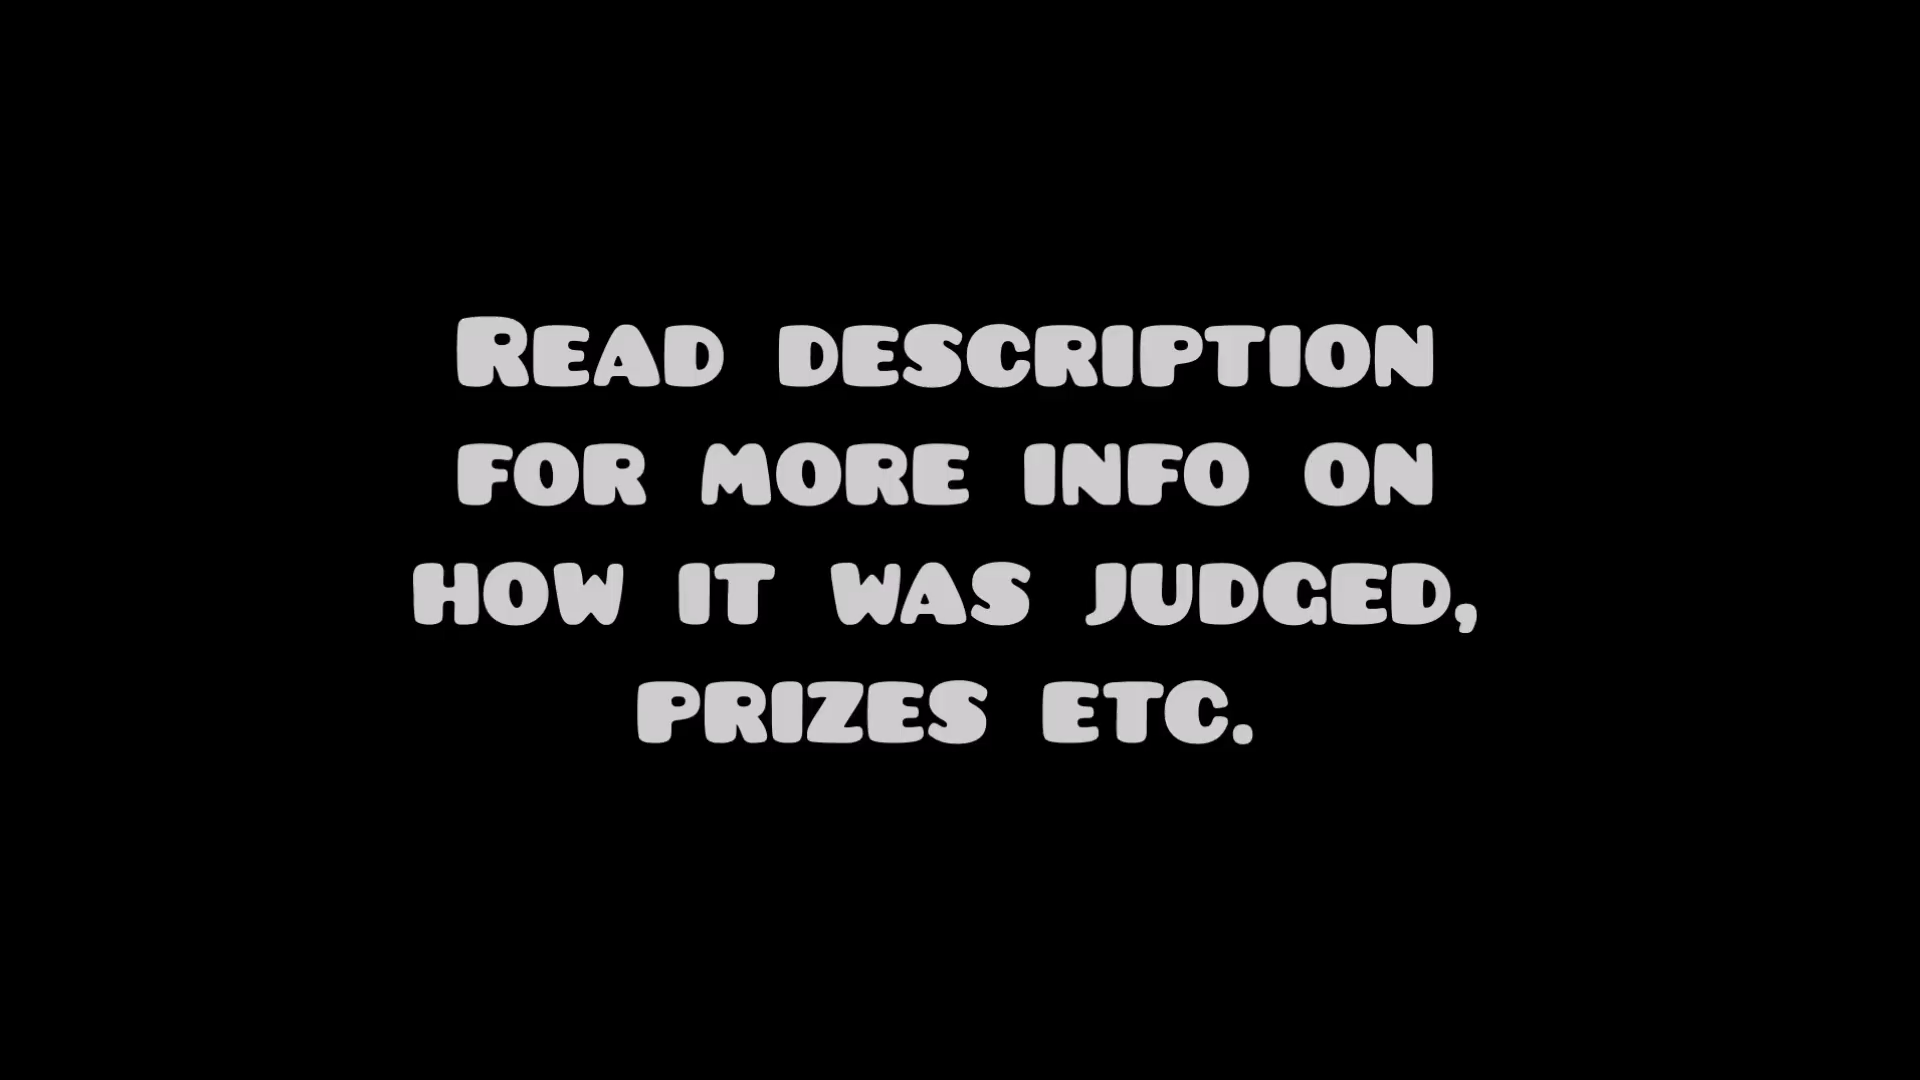 Read description
for more info on
how it was judged,
prizes etc.